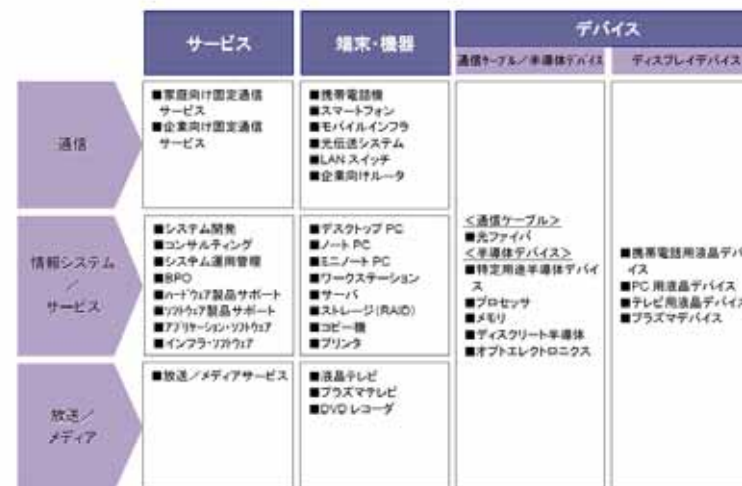 サービス
端末・機器
デバイス
通信ケーブル／半導体デバイス
ディスプレイデバイス
通信
■家庭向け固定通信
サービス
■企業向け固定通信
サービス
■携帯電話機
■スマートフォン
■モバイルインフラ
■光伝送システム
■LAN スイッチ
■企業向けルータ
情報システム
／
サービス
■システム開発
■コンサルティング
■システム運用管理
■BPO
■ハードウェア製品サポート
■ソフトウェア製品サポート
■アプリケーション・ソフトウェア
■インフラ・ソフトウェア
■デスクトップ PC
■ノート PC
■ミニノート PC
■ワークステーション
■サーバ
■ストレージ(RAID)
■コピー機
■プリンタ
＜通信ケーブル＞
■光ファイバ
＜半導体デバイス＞
■特定用途半導体デバイ
ス
■プロセッサ
■メモリ
■ディスクリート半導体
■オプトエレクトロニクス
■携帯電話用液晶デバ
イス
■PC 用液晶デバイス
■テレビ用液晶デバイス
■プラズマデバイス
放送／
メディア
■放送／メディアサービス
■液晶テレビ
■プラズマテレビ
■DVD レコーダ